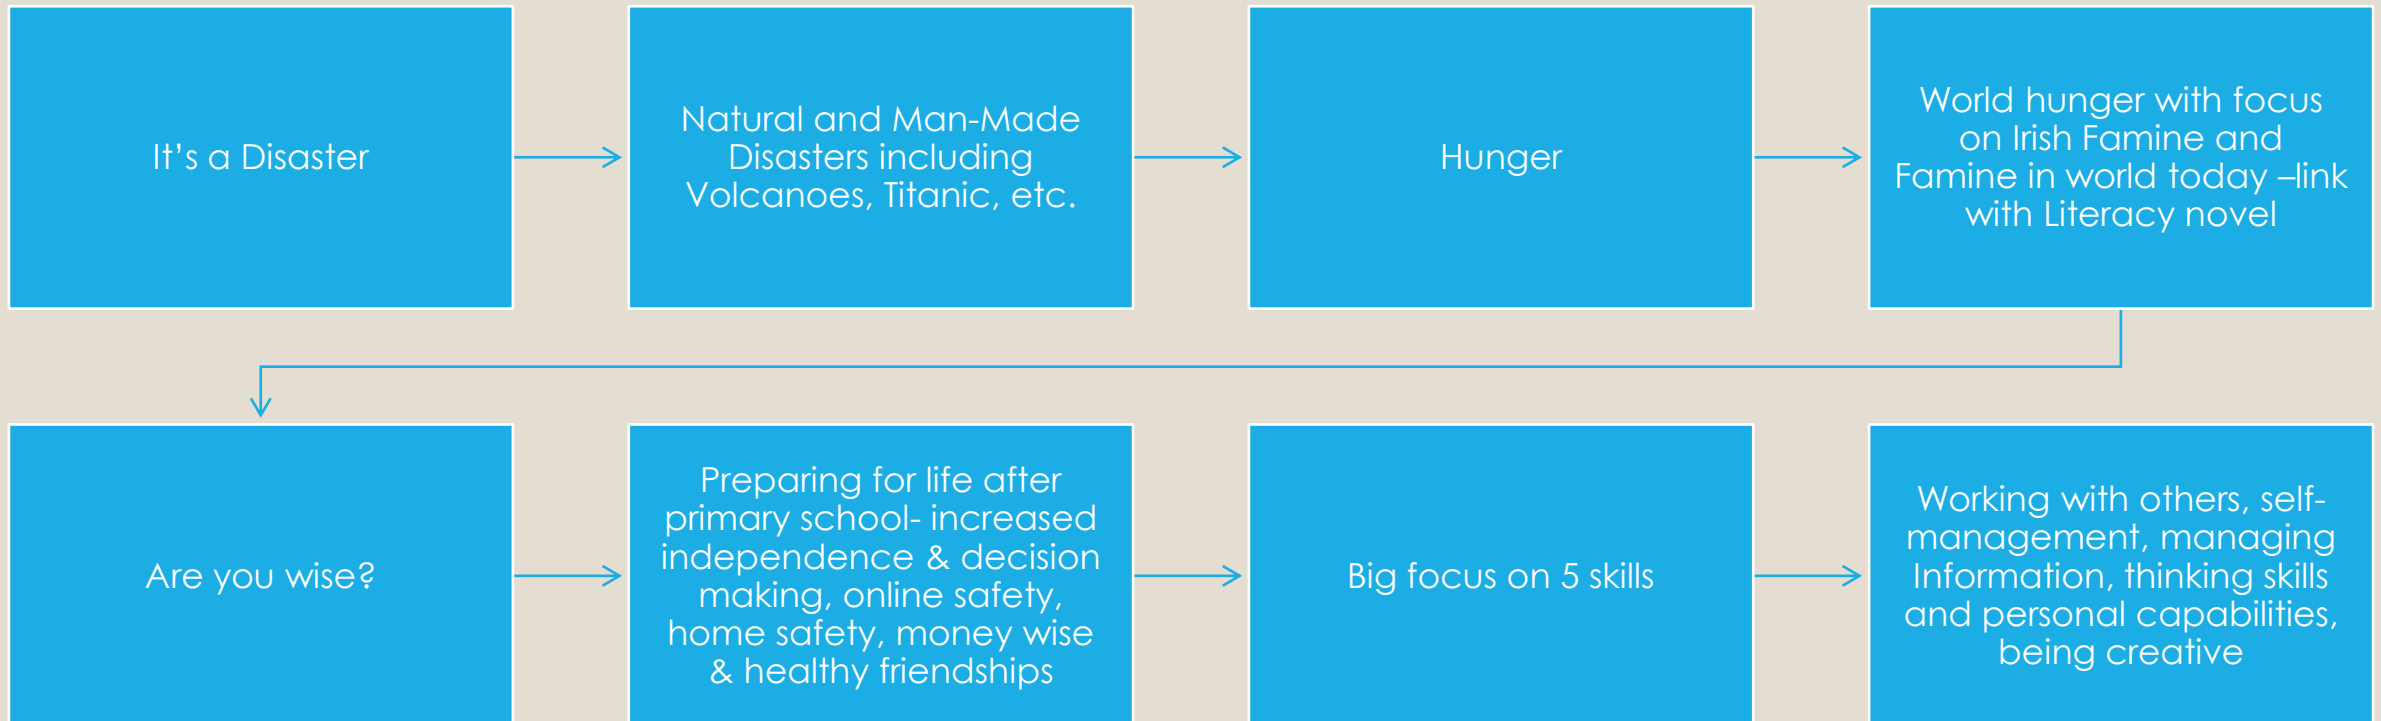 It's a Disaster
Natural and Man-Made
Disasters including
Volcanoes, Titanic, etc.
Hunger
World hunger with focus
on Irish Famine and
Famine in world today –link
with Literacy novel
Are you wise?
Preparing for life after
primary school- increased
independence & decision
making, online safety,
home safety, money wise
& healthy friendships
Big focus on 5 skills
Working with others, self-
management, managing
Information, thinking skills
and personal capabilities,
being creative